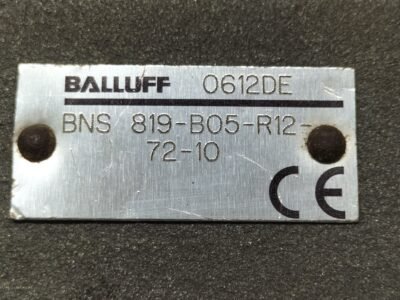 BALLUFF 0612DE
BNS 819-B05-R12-
72-10
CE